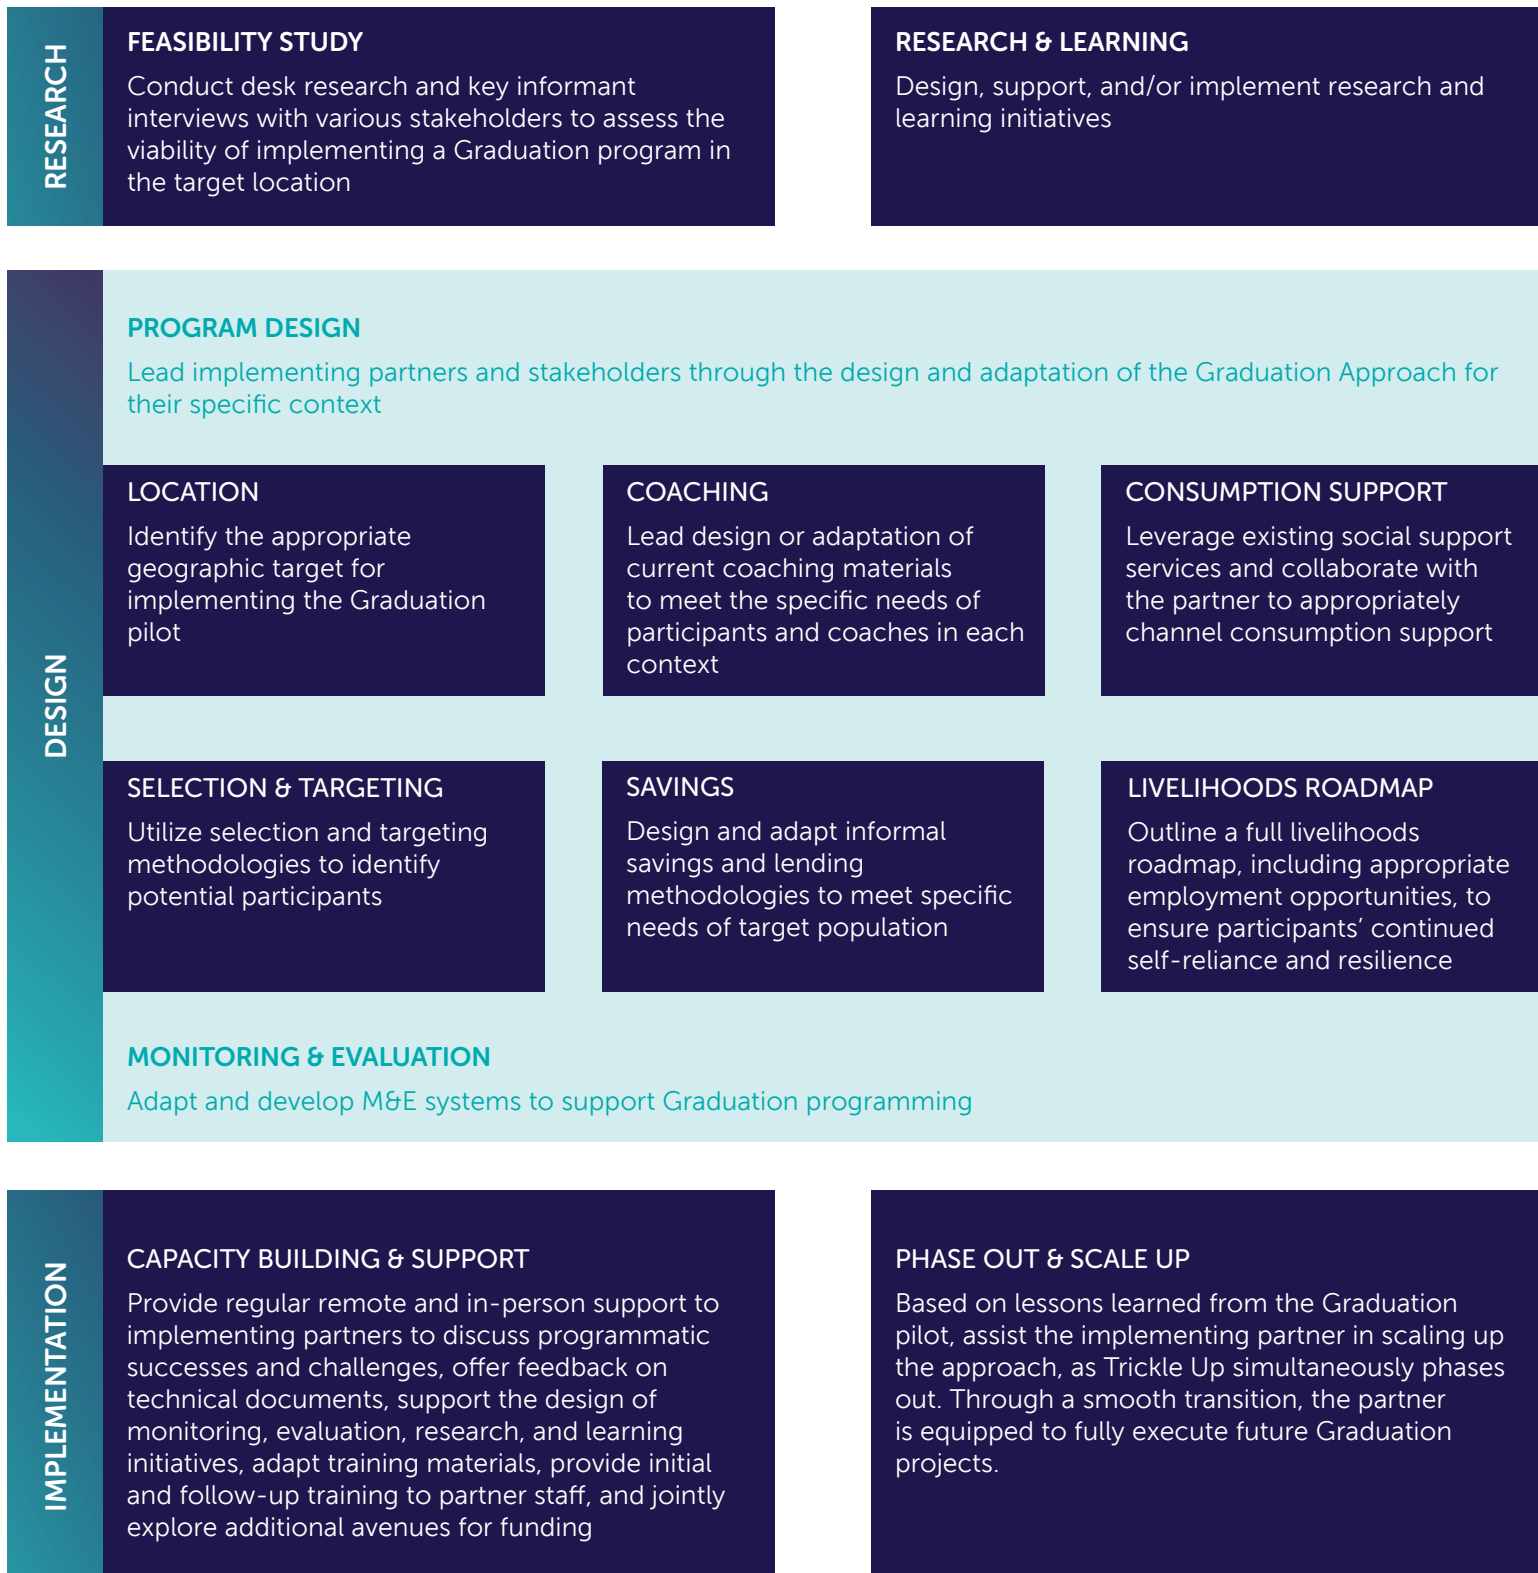 RESEARCH
FEASIBILITY STUDY
Conduct desk research and key informant
interviews with various stakeholders to assess the
viability of implementing a Graduation program in
the target location
RESEARCH & LEARNING
Design, support, and/or implement research and
learning initiatives
DESIGN
PROGRAM DESIGN
Lead implementing partners and stakeholders through the design and adaptation of the Graduation Approach for
their specific context
LOCATION
Identify the appropriate
geographic target for
implementing the Graduation
pilot
COACHING
Lead design or adaptation of
current coaching materials
to meet the specific needs of
participants and coaches in each
context
CONSUMPTION SUPPORT
Leverage existing social support
services and collaborate with
the partner to appropriately
channel consumption support
SELECTION & TARGETING
Utilize selection and targeting
methodologies to identify
potential participants
SAVINGS
Design and adapt informal
savings and lending
methodologies to meet specific
needs of target population
LIVELIHOODS ROADMAP
Outline a full livelihoods
roadmap, including appropriate
employment opportunities, to
ensure participants’ continued
self-reliance and resilience
MONITORING & EVALUATION
Adapt and develop M&E systems to support Graduation programming
IMPLEMENTATION
CAPACITY BUILDING & SUPPORT
Provide regular remote and in-person support to
implementing partners to discuss programmatic
successes and challenges, offer feedback on
technical documents, support the design of
monitoring, evaluation, research, and learning
initiatives, adapt training materials, provide initial
and follow-up training to partner staff, and jointly
explore additional avenues for funding
PHASE OUT & SCALE UP
Based on lessons learned from the Graduation
pilot, assist the implementing partner in scaling up
the approach, as Trickle Up simultaneously phases
out. Through a smooth transition, the partner
is equipped to fully execute future Graduation
projects.